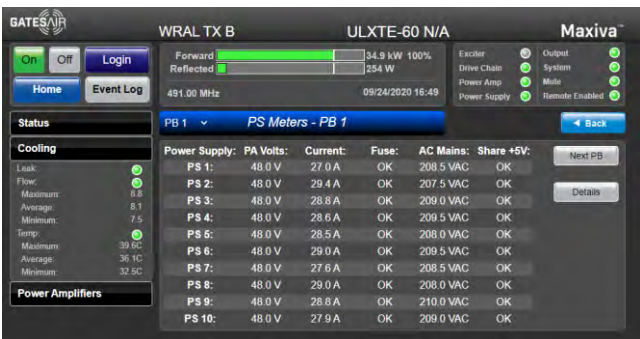 GATESAIR
WRAL TX B
ULXTE-60 N/A
Maxiva
On
Off
Login
Home
Event Log
Forward
34.9 kW 100%
Reflected
254 W
491.00 MHz
09/24/2020 16:49
Exciter
Output
Drive Chain
System
Power Amp
Mute
Power Supply
Remote Enabled
Status
PB 1
PS Meters - PB 1
Back
Cooling
Leak:
Flow:
Maximum: 8.8
Average: 8.1
Minimum: 7.5
Temp:
Maximum: 39.6C
Average: 36.1C
Minimum: 32.5C
Power Amplifiers
Power Supply: PA Volts: Current: Fuse: AC Mains: Share +5V:
PS 1: 48.0 V 27.0 A OK 208.5 VAC OK
PS 2: 48.0 V 29.4 A OK 207.5 VAC OK
PS 3: 48.0 V 28.8 A OK 209.0 VAC OK
PS 4: 48.0 V 28.6 A OK 209.5 VAC OK
PS 5: 48.0 V 28.5 A OK 208.0 VAC OK
PS 6: 48.0 V 29.0 A OK 209.5 VAC OK
PS 7: 48.0 V 27.6 A OK 208.5 VAC OK
PS 8: 48.0 V 29.0 A OK 208.0 VAC OK
PS 9: 48.0 V 28.8 A OK 210.0 VAC OK
PS 10: 48.0 V 27.9 A OK 209.0 VAC OK
Next PB
Details